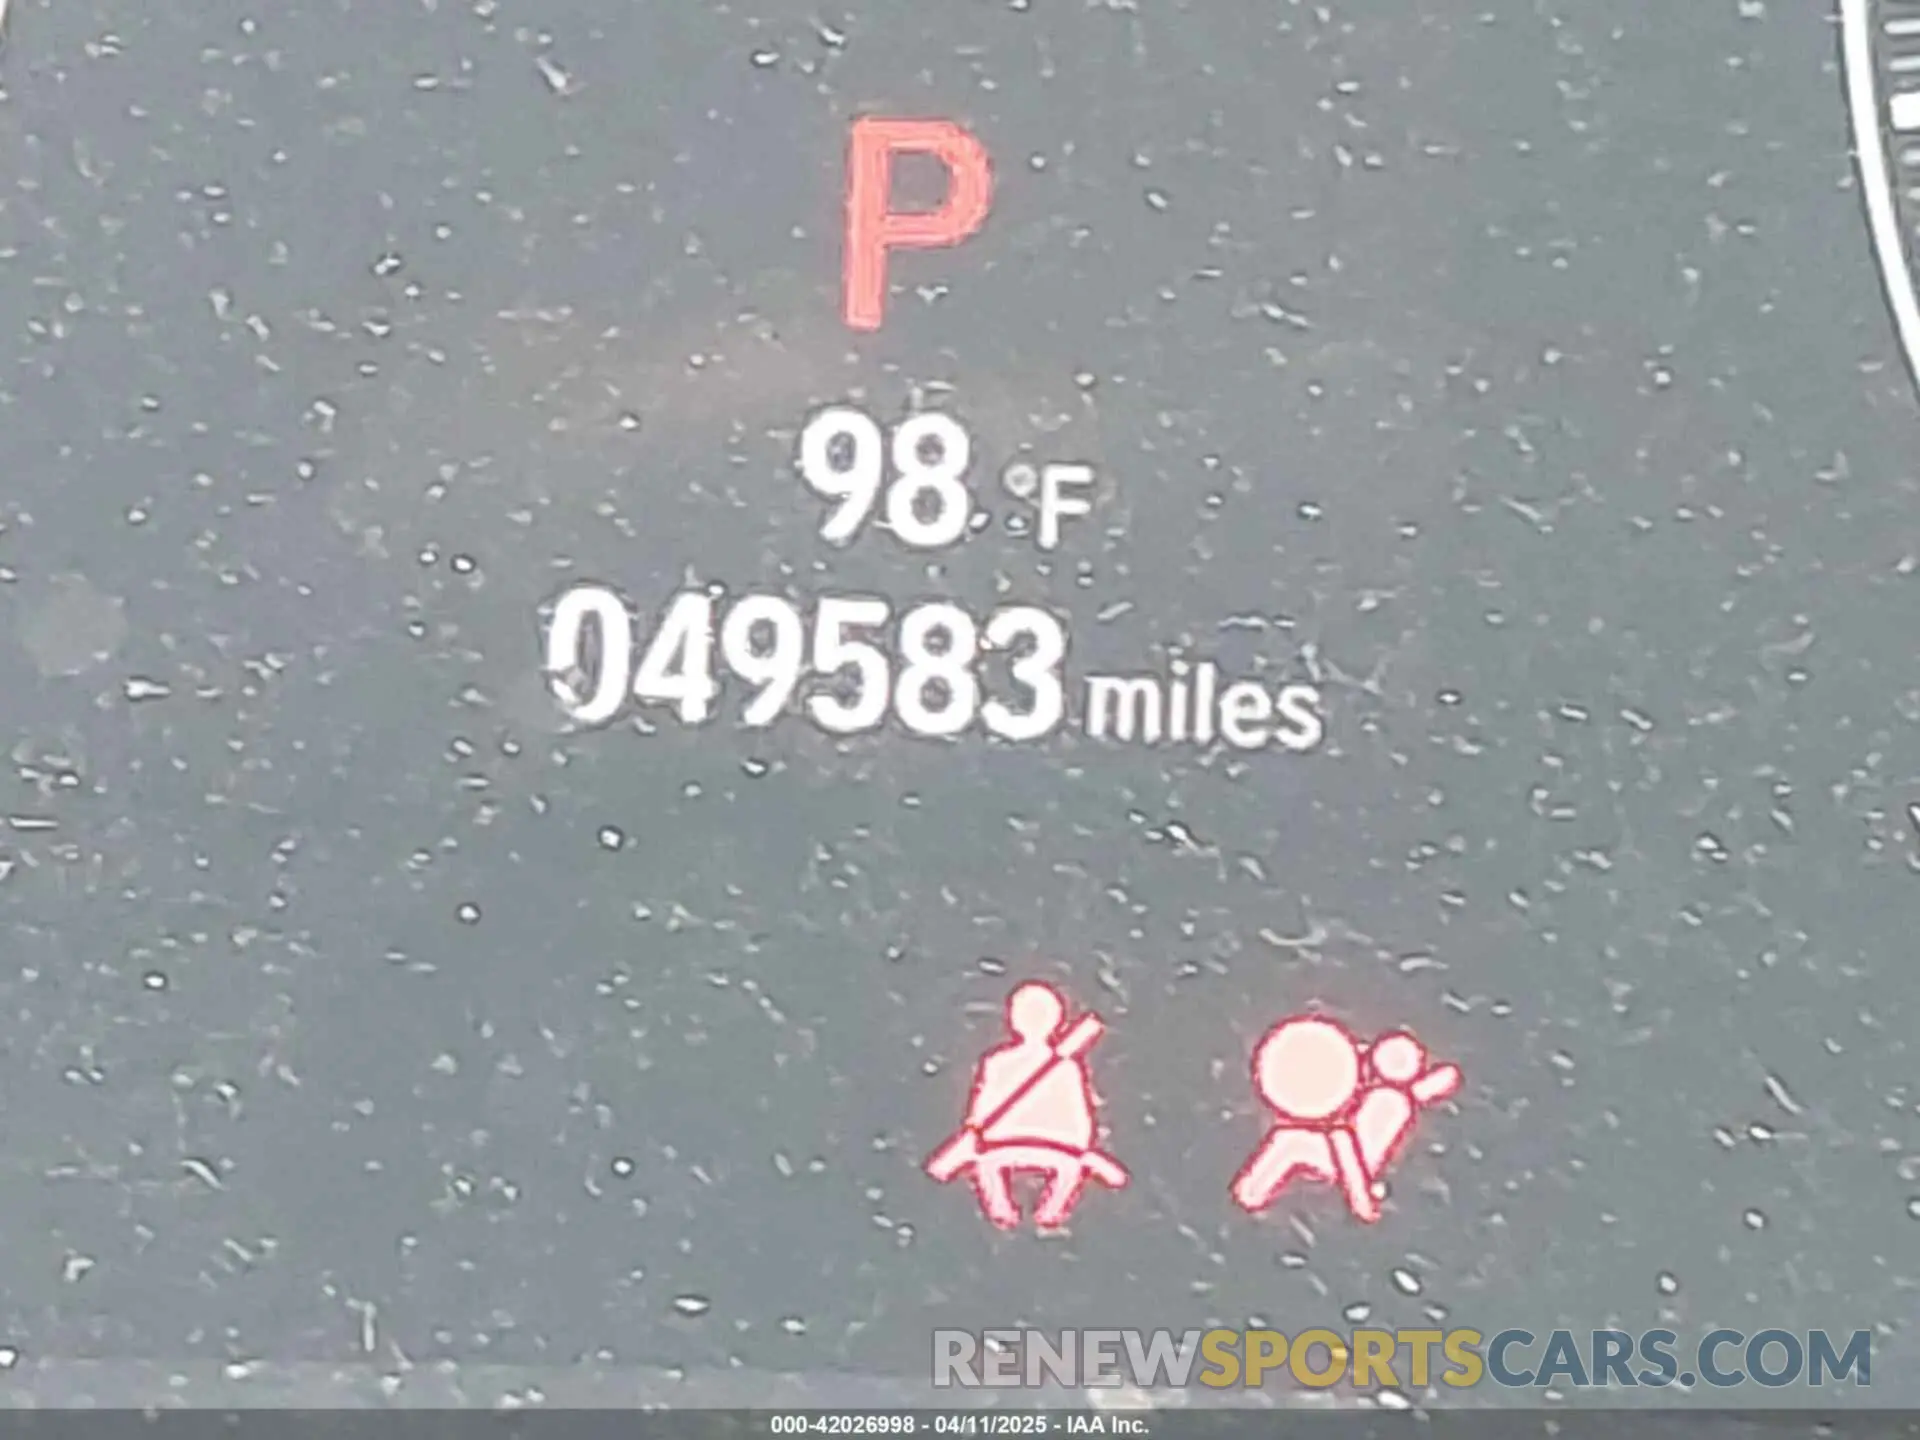 P
98 °F
049583 miles
RENEWSPORTSCARS.COM
000-42026998 - 04/11/2025 - IAA Inc.